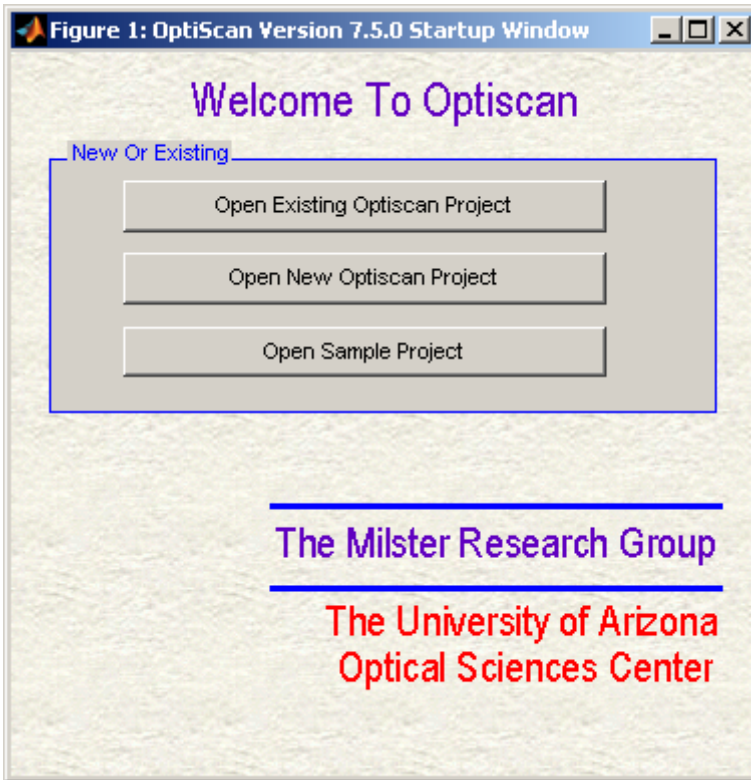 Figure 1: OptiScan Version 7.5.0 Startup Window
Welcome To Optiscan
New Or Existing
Open Existing Optiscan Project
Open New Optiscan Project
Open Sample Project
The Milster Research Group
The University of Arizona
Optical Sciences Center